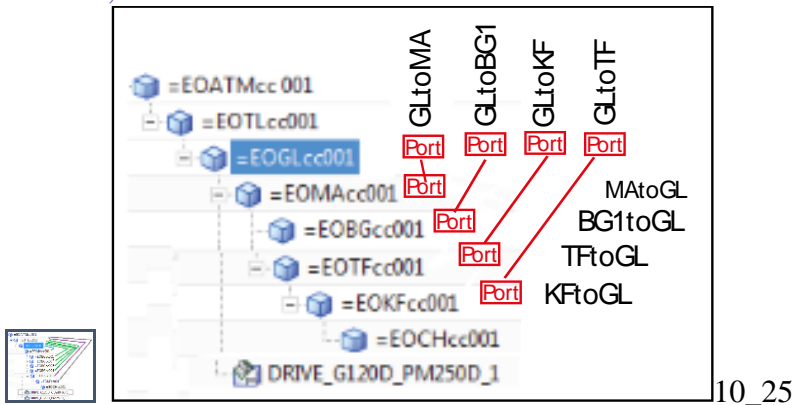 GLtoMA
GLtoBG1
GLtoKF
GLtoTF
=EOATMcc 001
=EOTLcc001
=EOGLcc001 Port Port Port Port
=EOMAcc001 Port MAtoGL
=EOBGcc001 Port BG1toGL
=EOTFcc001 Port TFtoGL
=EOKFcc001 Port KFtoGL
=EOCHcc001
DRIVE_G120D_PM250D_1
10_25